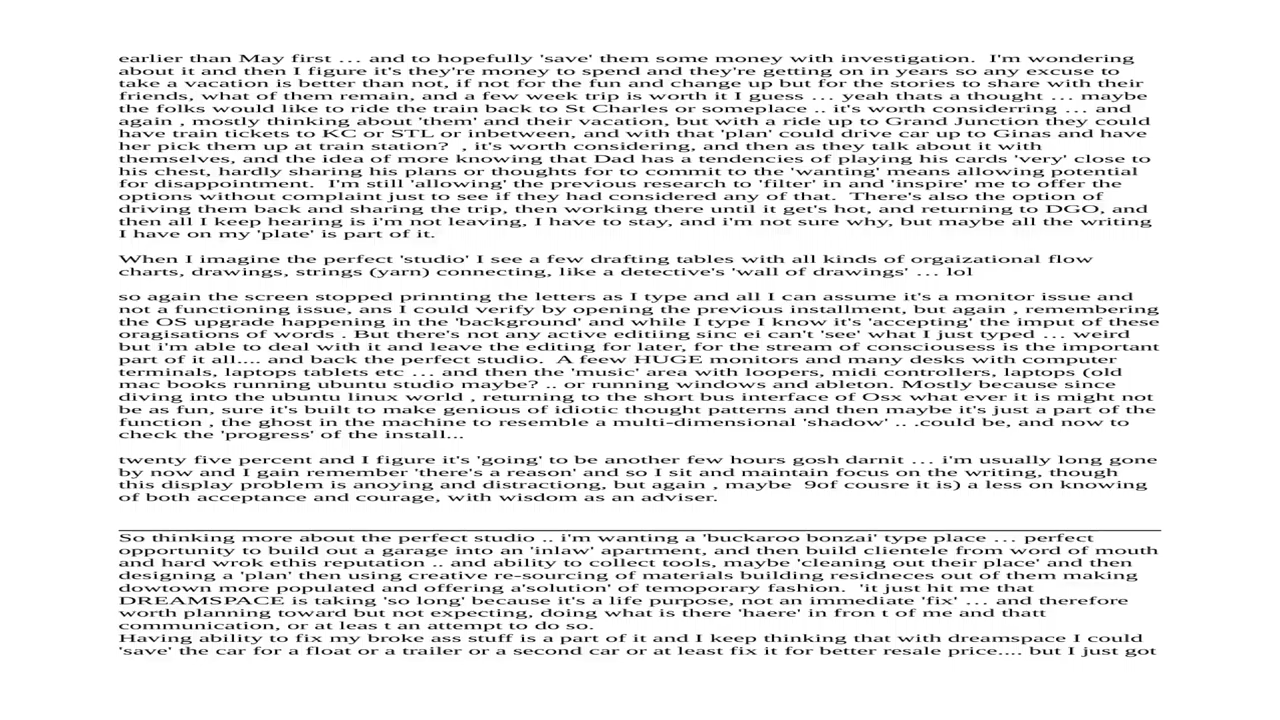 earlier than May first ... and to hopefully 'save' them some money with investigation.  I'm wondering
about it and then I figure it's they're money to spend and they're getting on in years so any excuse to
take a vacation is better than not, if not for the fun and change up but for the stories to share with their
friends, what of them remain, and a few week trip is worth it I guess ... yeah thats a thought ... maybe
the folks would like to ride the train back to St Charles or someplace .. it's worth considerring ... and
again , mostly thinking about 'them' and their vacation, but with a ride up to Grand Junction they could
have train tickets to KC or STL or inbetween, and with that 'plan' could drive car up to Ginas and have
her pick them up at train station?  , it's worth considering, and then as they talk about it with
themselves, and the idea of more knowing that Dad has a tendencies of playing his cards 'very' close to
his chest, hardly sharing his plans or thoughts for to commit to the 'wanting' means allowing potential
for disappointment.  I'm still 'allowing' the previous research to 'filter' in and 'inspire' me to offer the
options without complaint just to see if they had considered any of that.  There's also the option of
driving them back and sharing the trip, then working there until it get's hot, and returning to DGO, and
then all I keep hearing is i'm not leaving, I have to stay, and i'm not sure why, but maybe all the writing
I have on my 'plate' is part of it.
When I imagine the perfect 'studio' I see a few drafting tables with all kinds of orgaizational flow
charts, drawings, strings (yarn) connecting, like a detective's 'wall of drawings' ... lol
so again the screen stopped prinnting the letters as I type and all I can assume it's a monitor issue and
not a functioning issue, ans I could verify by opening the previous installment, but again , remembering
the OS upgrade happening in the 'background' and while I type I know it's 'accepting' the imput of these
oragisations of words . But there's not any active editiing sinc ei can't 'see' what I just typed ... weird
but i'm able to deal with it and leave the editing for later, for the stream of consciousess is the important
part of it all.... and back the perfect studio.  A feew HUGE monitors and many desks with computer
terminals, laptops tablets etc ... and then the 'music' area with loopers, midi controllers, laptops (old
mac books running ubuntu studio maybe? .. or running windows and ableton. Mostly because since
diving into the ubuntu linux world , returning to the short bus interface of Osx what ever it is might not
be as fun, sure it's built to make genious of idiotic thought patterns and then maybe it's just a part of the
function , the ghost in the machine to resemble a multi-dimensional 'shadow' .. .could be, and now to
check the 'progress' of the install...
twenty five percent and I figure it's 'going' to be another few hours gosh darnit ... i'm usually long gone
by now and I gain remember 'there's a reason' and so I sit and maintain focus on the writing, though
this display problem is anoying and distractiong, but again , maybe  9of cousre it is) a less on knowing
of both acceptance and courage, with wisdom as an adviser.
So thinking more about the perfect studio .. i'm wanting a 'buckaroo bonzai' type place ... perfect
opportunity to build out a garage into an 'inlaw' apartment, and then build clientele from word of mouth
and hard wrok ethis reputation .. and ability to collect tools, maybe 'cleaning out their place' and then
designing a 'plan' then using creative re-sourcing of materials building residneces out of them making
dowtown more populated and offering a'solution' of temoporary fashion.  'it just hit me that
DREAMSPACE is taking 'so long' because it's a life purpose, not an immediate 'fix' ... and therefore
worth planning toward but not expecting, doing what is there 'haere' in fron t of me and thatt
communication, or at leas t an attempt to do so.
Having ability to fix my broke ass stuff is a part of it and I keep thinking that with dreamspace I could
'save' the car for a float or a trailer or a second car or at least fix it for better resale price.... but I just got